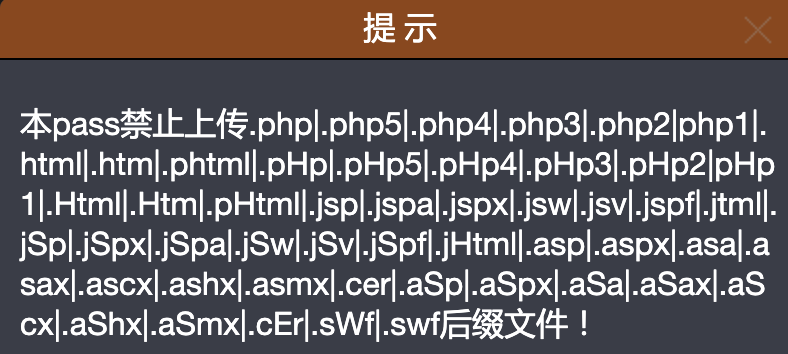 提示
本pass禁止上传.php|.php5|.php4|.php3|.php2|php1|.
html|.htm|.phtml|.pHp|.pHp5|.pHp4|.pHp3|.pHp2|pHp
1|.Html|.Htm|.pHtml|.jsp|.jspa|.jspx|.jsw|.jsv|.jspf|.jtml|.
jSp|.jSpx|.jSpa|.jSw|.jSv|.jSpf|.jHtml|.asp|.aspx|.asa|.a
sax|.ascx|.ashx|.asmx|.cer|.aSp|.aSpx|.aSa|.aSax|.aS
cx|.aShx|.aSmx|.cEr|.sWf|.swf后缀文件！